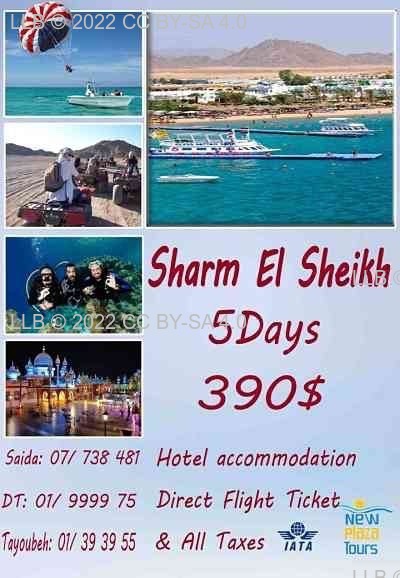 LLB © 2022 CC BY-SA 4.0
Sharm El Sheikh
5Days
390$
LLB © 2022 CC BY-SA 4.0
Saida: 07/ 738 481 Hotel accommodation
DT: 01/ 9999 75 Direct Flight Ticket
Tayoubeh: 01/ 39 39 55 & All Taxes
IATA
New
Plaza
Tours